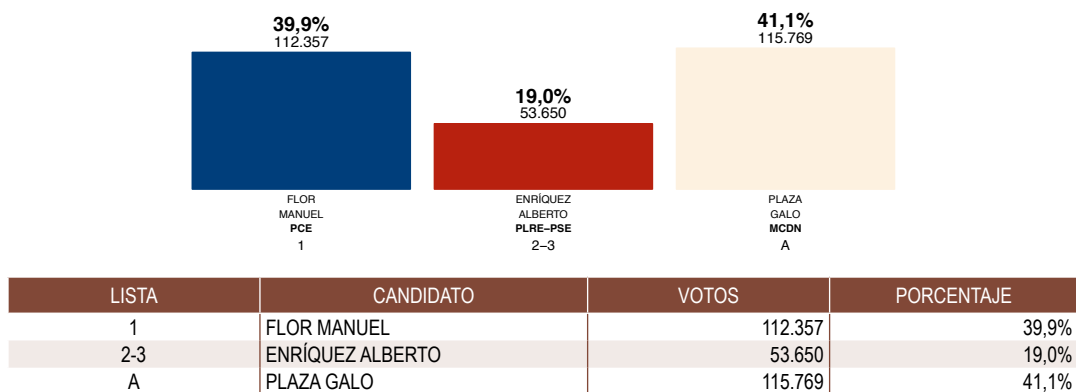 39,9%
112.357
19,0%
53.650
41,1%
115.769
FLOR
MANUEL
PCE
1
ENRÍQUEZ
ALBERTO
PLRE–PSE
2–3
PLAZA
GALO
MCDN
A
LISTA CANDIDATO VOTOS PORCENTAJE
1 FLOR MANUEL 112.357 39,9%
2-3 ENRÍQUEZ ALBERTO 53.650 19,0%
A PLAZA GALO 115.769 41,1%